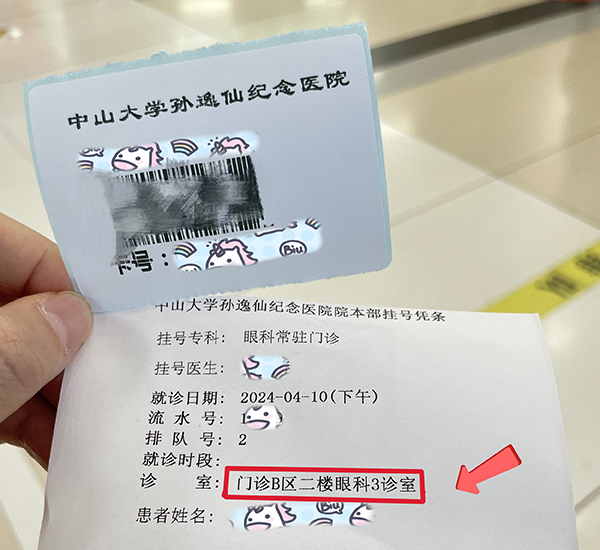 中山大学孙逸仙纪念医院
Biu
中山大学孙逸仙纪念医院院本部挂号凭条
挂号专科: 眼科常驻门诊
挂号医生:
就诊日期: 2024-04-10(下午)
流 水 号: 1
排 队 号: 2
就诊时段:
诊 室: 门诊B区二楼眼科3诊室
患者姓名:
Biu